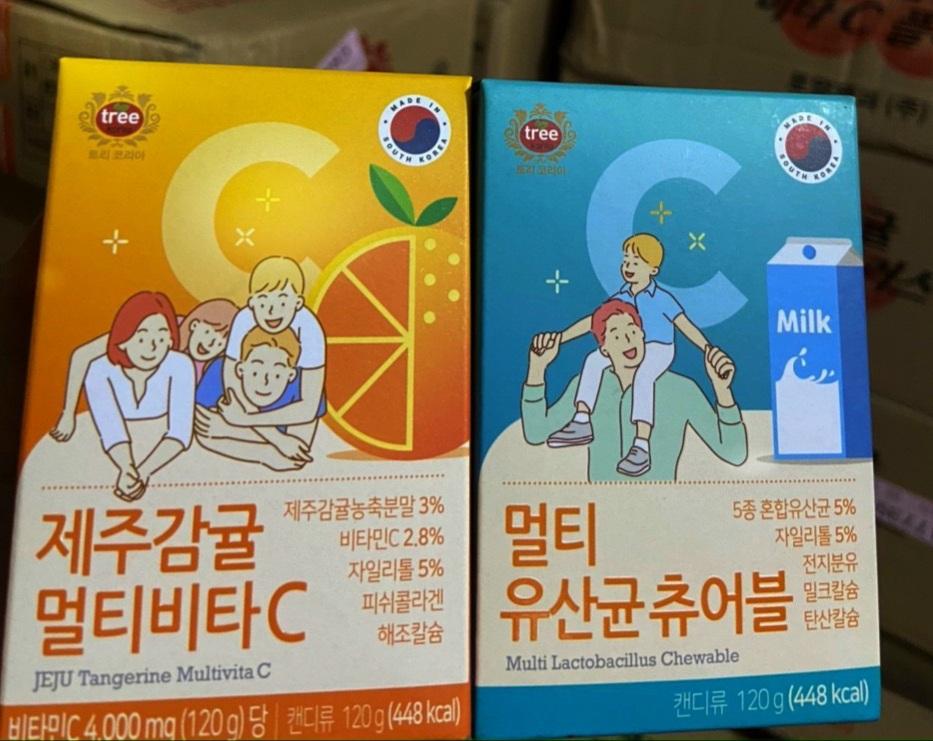 tree
트리 코리아
MADE IN SOUTH KOREA
C
제주감귤
멀티비타C
제주감귤농축분말 3%
비타민C 2.8%
자일리톨 5%
피쉬콜라겐
해조칼슘
JEJU Tangerine Multivita C
비타민C 4,000 mg (120 g) 당 | 캔디류 120 g (448 kcal)
tree
트리 코리아
MADE IN SOUTH KOREA
C
Milk
멀티
유산균 츄어블
5종 혼합유산균 5%
자일리톨 5%
전지분유
밀크칼슘
탄산칼슘
Multi Lactobacillus Chewable
캔디류 120 g (448 kcal)